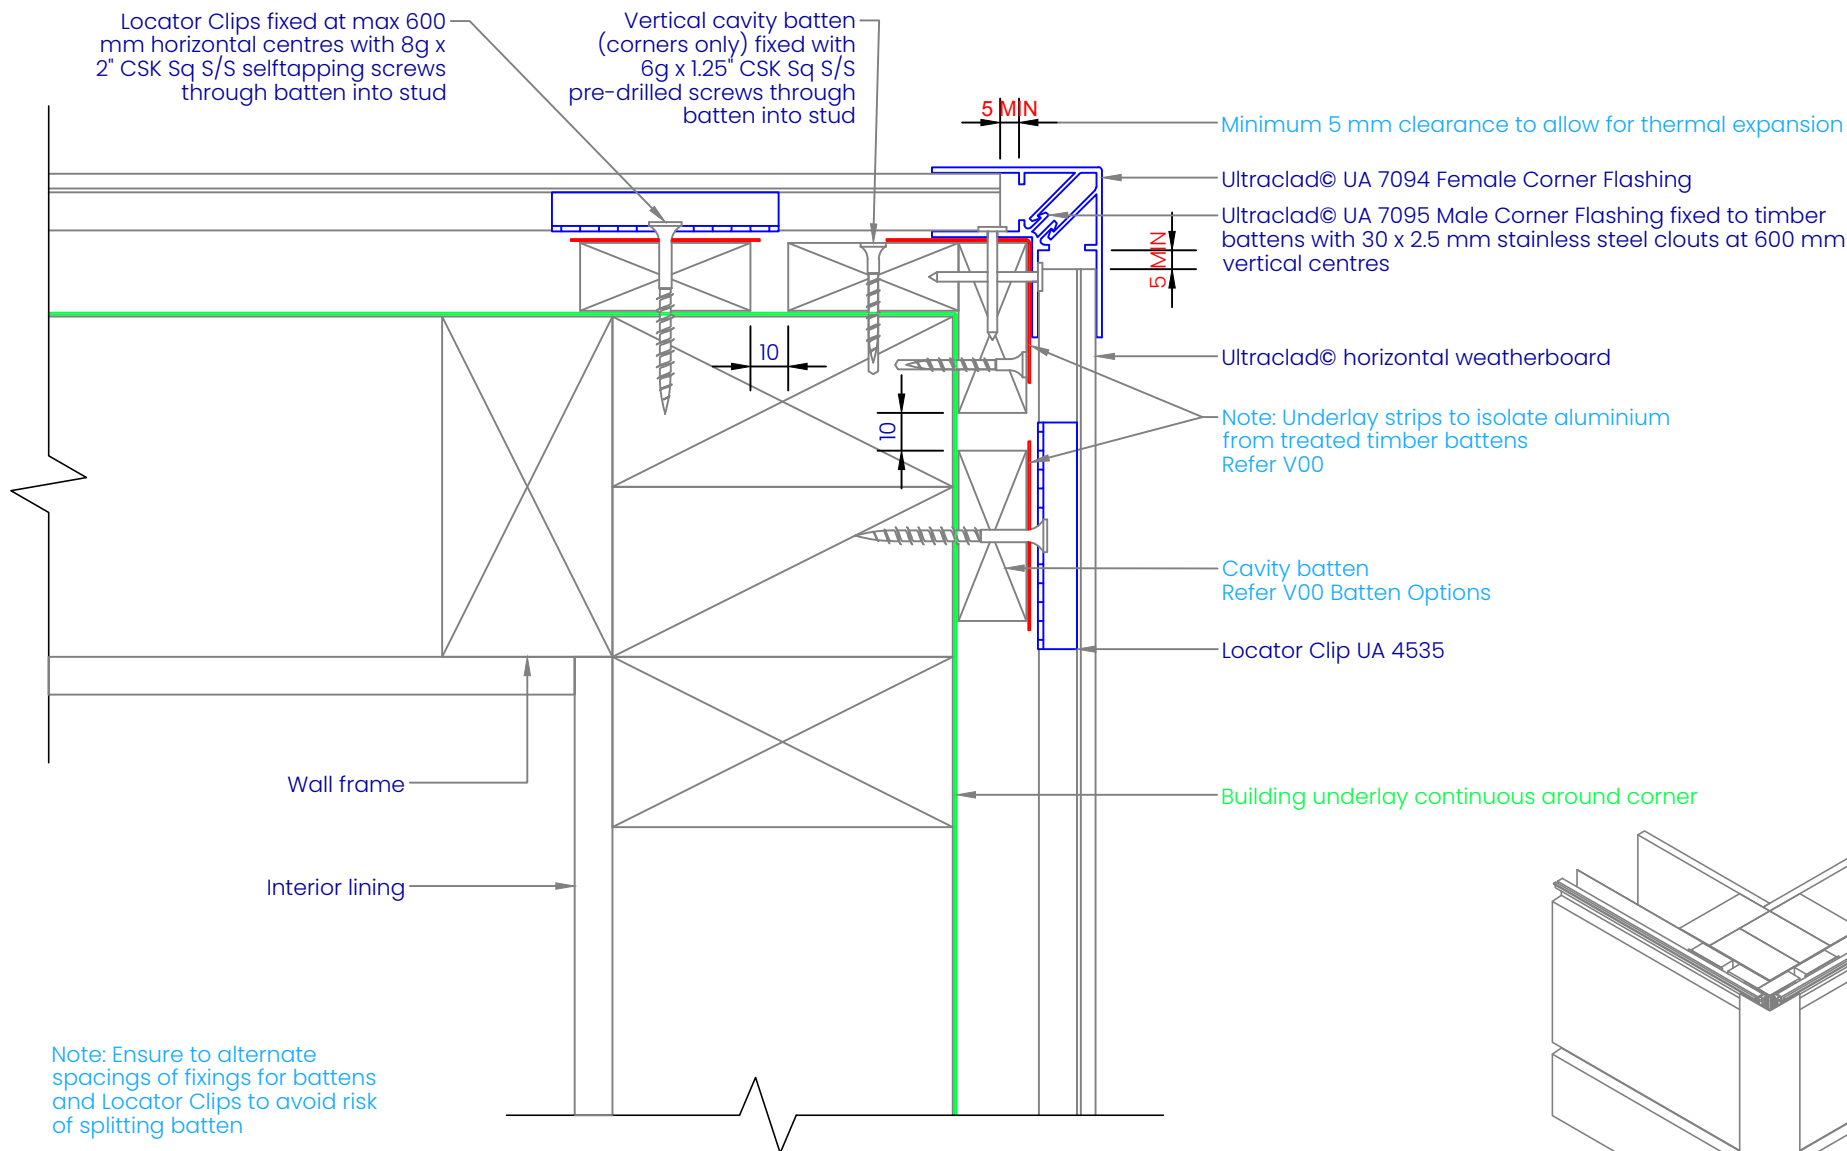 Locator Clips fixed at max 600
mm horizontal centres with 8g x
2" CSK Sq S/S selftapping screws
through batten into stud
Vertical cavity batten
(corners only) fixed with
6g x 1.25" CSK Sq S/S
pre-drilled screws through
batten into stud
5 MIN
Minimum 5 mm clearance to allow for thermal expansion
Ultraclad© UA 7094 Female Corner Flashing
Ultraclad© UA 7095 Male Corner Flashing fixed to timber
battens with 30 x 2.5 mm stainless steel clouts at 600 mm
vertical centres
5 MIN
10
Ultraclad© horizontal weatherboard
10
Note: Underlay strips to isolate aluminium
from treated timber battens
Refer V00
Cavity batten
Refer V00 Batten Options
Locator Clip UA 4535
Wall frame
Building underlay continuous around corner
Interior lining
Note: Ensure to alternate
spacings of fixings for battens
and Locator Clips to avoid risk
of splitting batten